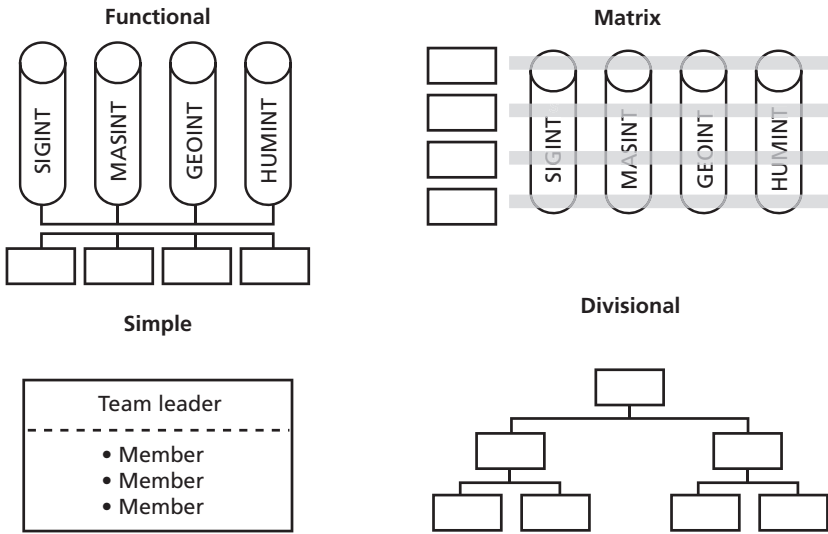 Functional
SIGINT
MASINT
GEOINT
HUMINT
Matrix
SIGINT
MASINT
GEOINT
HUMINT
Simple
Team leader
• Member
• Member
• Member
Divisional